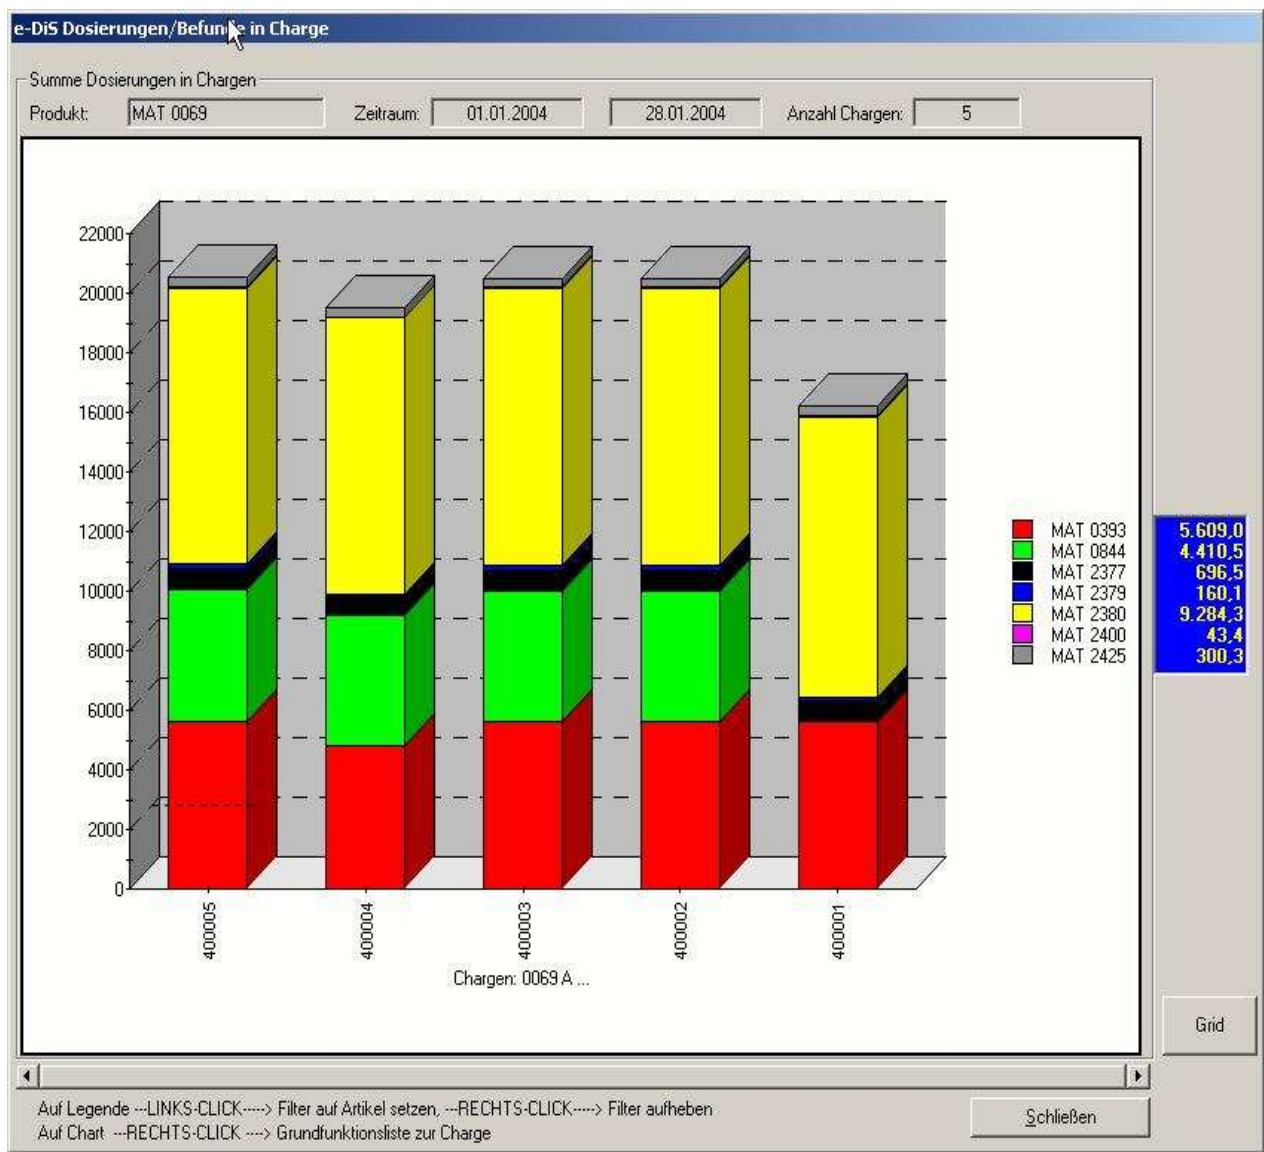 e-DiS Dosierungen/Befunde in Charge
Summe Dosierungen in Chargen
Produkt: MAT 0069 Zeitraum: 01.01.2004 28.01.2004 Anzahl Chargen: 5
22000
20000
18000
16000
14000
12000
10000
8000
6000
4000
2000
0
400005 400004 400003 400002 400001
Chargen: 0069 A ...
MAT 0393 5.609,0
MAT 0844 4.410,5
MAT 2377 696,5
MAT 2379 160,1
MAT 2380 9.284,3
MAT 2400 43,4
MAT 2425 300,3
Grid
Auf Legende ---LINKS-CLICK----> Filter auf Artikel setzen, ---RECHTS-CLICK----> Filter aufheben
Auf Chart ---RECHTS-CLICK ----> Grundfunktionsliste zur Charge
Schließen